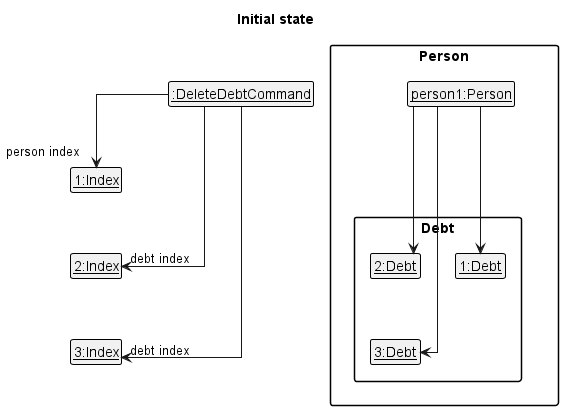 Initial state
Person
:DeleteDebtCommand
person1:Person
person index
1:Index
Debt
2:Index
debt index
2:Debt
1:Debt
3:Index
debt index
3:Debt